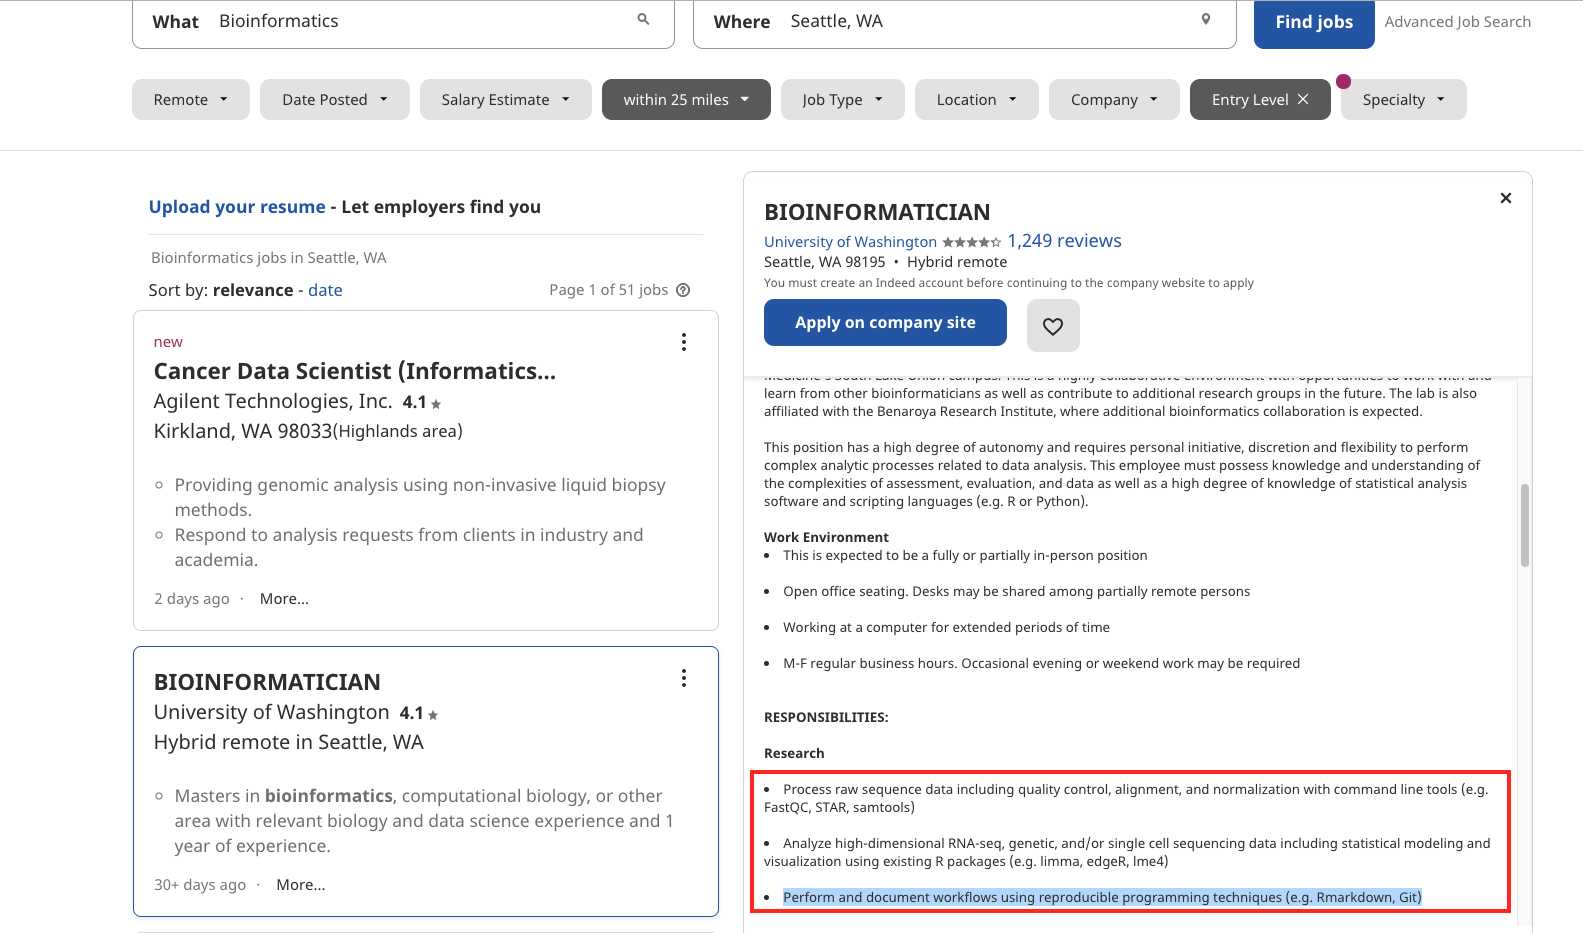 What Bioinformatics
Where Seattle, WA
Find jobs
Advanced Job Search
Remote
Date Posted
Salary Estimate
within 25 miles
Job Type
Location
Company
Entry Level
Specialty
Upload your resume - Let employers find you
Bioinformatics jobs in Seattle, WA
Sort by: relevance - date
Page 1 of 51 jobs
new
Cancer Data Scientist (Informatics...
Agilent Technologies, Inc. 4.1
Kirkland, WA 98033(Highlands area)
Providing genomic analysis using non-invasive liquid biopsy
methods.
Respond to analysis requests from clients in industry and
academia.
2 days ago · More...
BIOINFORMATICIAN
University of Washington 4.1
Hybrid remote in Seattle, WA
Masters in bioinformatics, computational biology, or other
area with relevant biology and data science experience and 1
year of experience.
30+ days ago · More...
BIOINFORMATICIAN
University of Washington 1,249 reviews
Seattle, WA 98195 • Hybrid remote
You must create an Indeed account before continuing to the company website to apply
Apply on company site
Medicine's South Lake Union campus. This is a highly collaborative environment with opportunities to work with and
learn from other bioinformaticians as well as contribute to additional research groups in the future. The lab is also
affiliated with the Benaroya Research Institute, where additional bioinformatics collaboration is expected.
This position has a high degree of autonomy and requires personal initiative, discretion and flexibility to perform
complex analytic processes related to data analysis. This employee must possess knowledge and understanding of
the complexities of assessment, evaluation, and data as well as a high degree of knowledge of statistical analysis
software and scripting languages (e.g. R or Python).
Work Environment
• This is expected to be a fully or partially in-person position
• Open office seating. Desks may be shared among partially remote persons
• Working at a computer for extended periods of time
• M-F regular business hours. Occasional evening or weekend work may be required
RESPONSIBILITIES:
Research
• Process raw sequence data including quality control, alignment, and normalization with command line tools (e.g.
FastQC, STAR, samtools)
• Analyze high-dimensional RNA-seq, genetic, and/or single cell sequencing data including statistical modeling and
visualization using existing R packages (e.g. limma, edgeR, lme4)
• Perform and document workflows using reproducible programming techniques (e.g. Rmarkdown, Git)